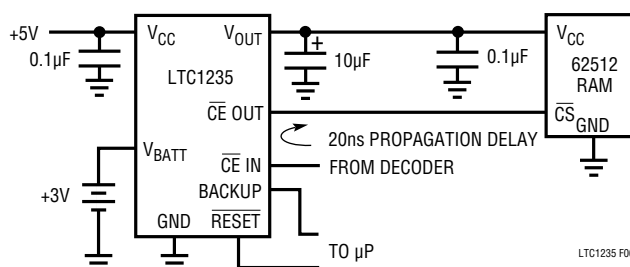 +5V
0.1µF
VCC
VOUT
LTC1235
CE OUT
VBATT
CE IN
BACKUP
GND
RESET
+3V
+
10µF
0.1µF
VCC
62512
RAM
CS
GND
20ns PROPAGATION DELAY
FROM DECODER
TO µP
LTC1235